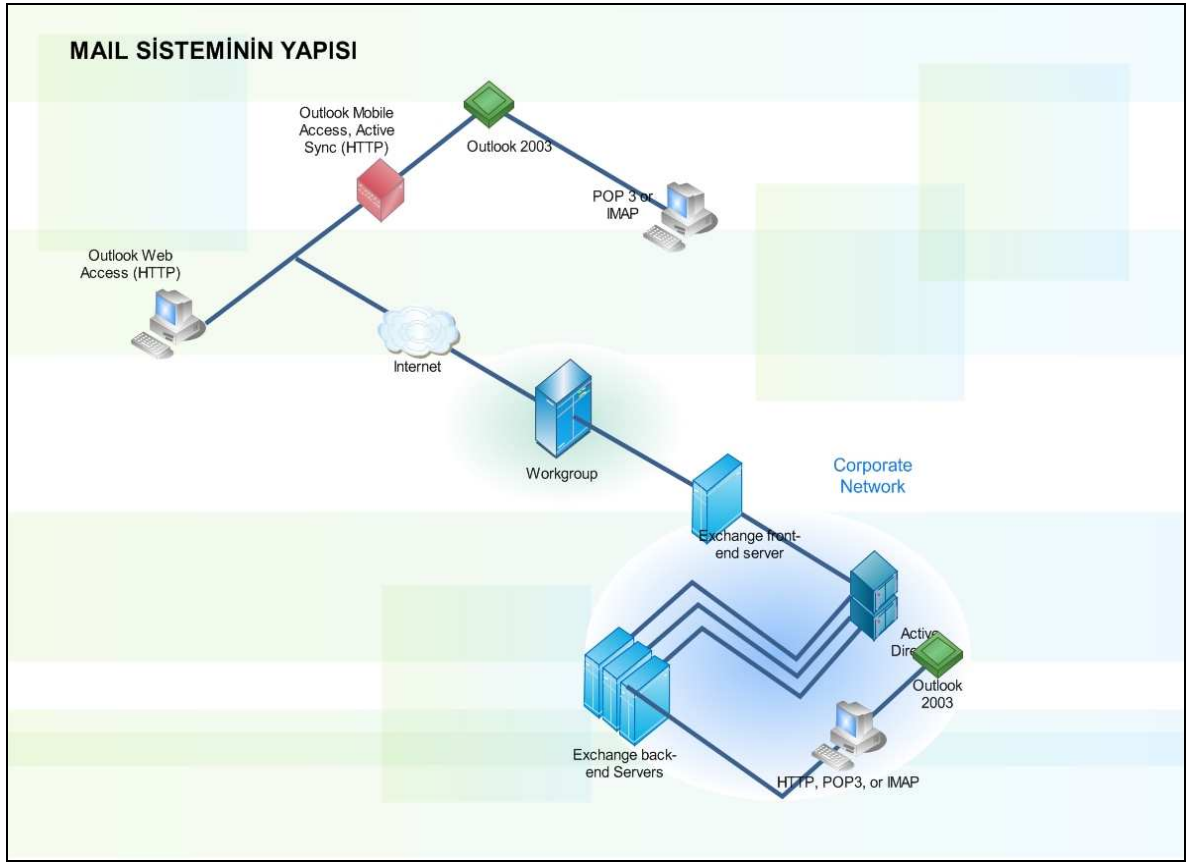 MAIL SİSTEMİNİN YAPISI
Outlook Mobile
Access, Active
Sync (HTTP)
Outlook 2003
POP 3 or
IMAP
Outlook Web
Access (HTTP)
Internet
Workgroup
Corporate
Network
Exchange front-
end server
Active
Outlook
2003
Exchange back-
end Servers
HTTP, POP3, or IMAP